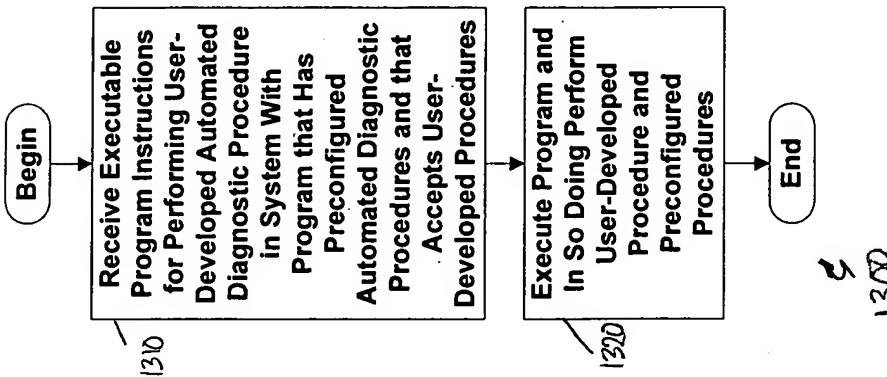 Begin
Receive Executable
Program Instructions
for Performing User-
Developed Automated
Diagnostic Procedure
in System With
Program that Has
Preconfigured
Automated Diagnostic
Procedures and that
Accepts User-
Developed Procedures
1310
Execute Program and
In So Doing Perform
User-Developed
Procedure and
Preconfigured
Procedures
1320
End
1300